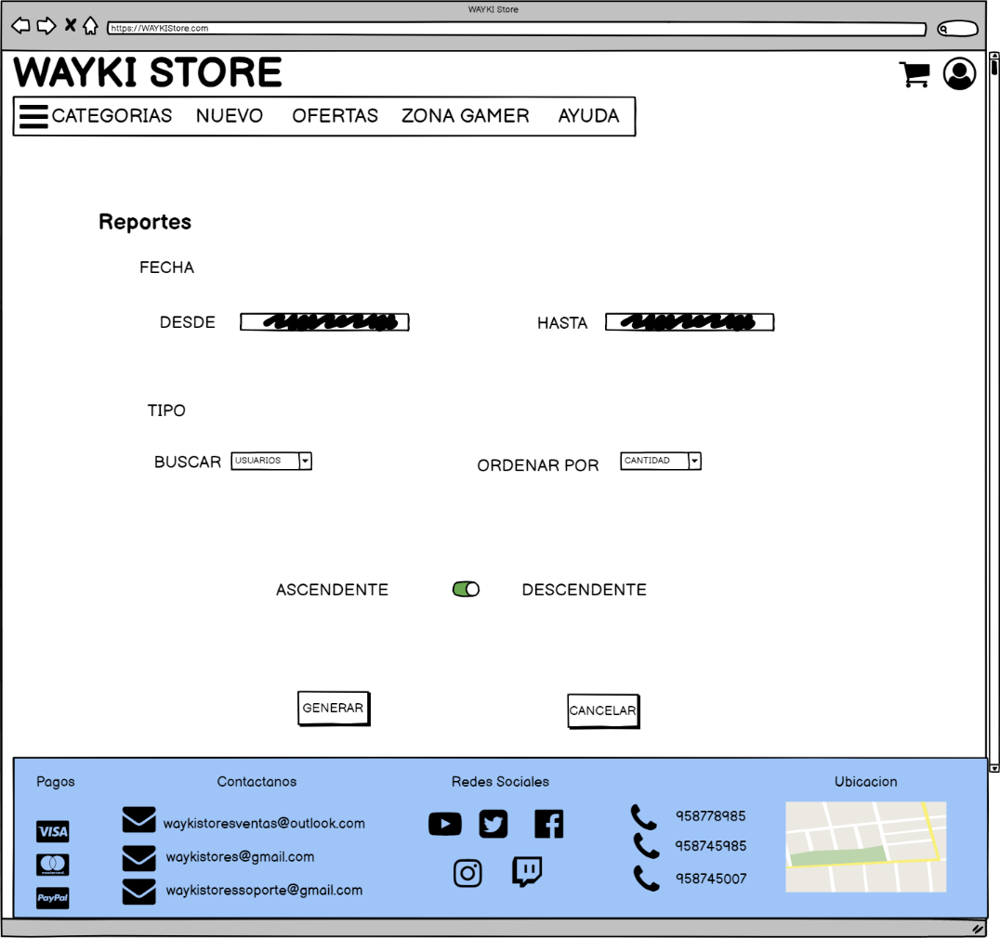 WAYKI Store
https://WAYKIStore.com
WAYKI STORE
CATEGORIAS NUEVO OFERTAS ZONA GAMER AYUDA
Reportes
FECHA
DESDE HASTA
TIPO
BUSCAR USUARIOS ORDENAR POR CANTIDAD
ASCENDENTE DESCENDENTE
GENERAR CANCELAR
Pagos Contactanos Redes Sociales Ubicacion
VISA waykistoresventas@outlook.com 958778985
mastercard waykistores@gmail.com 958745985
PayPal waykistoressoporte@gmail.com 958745007